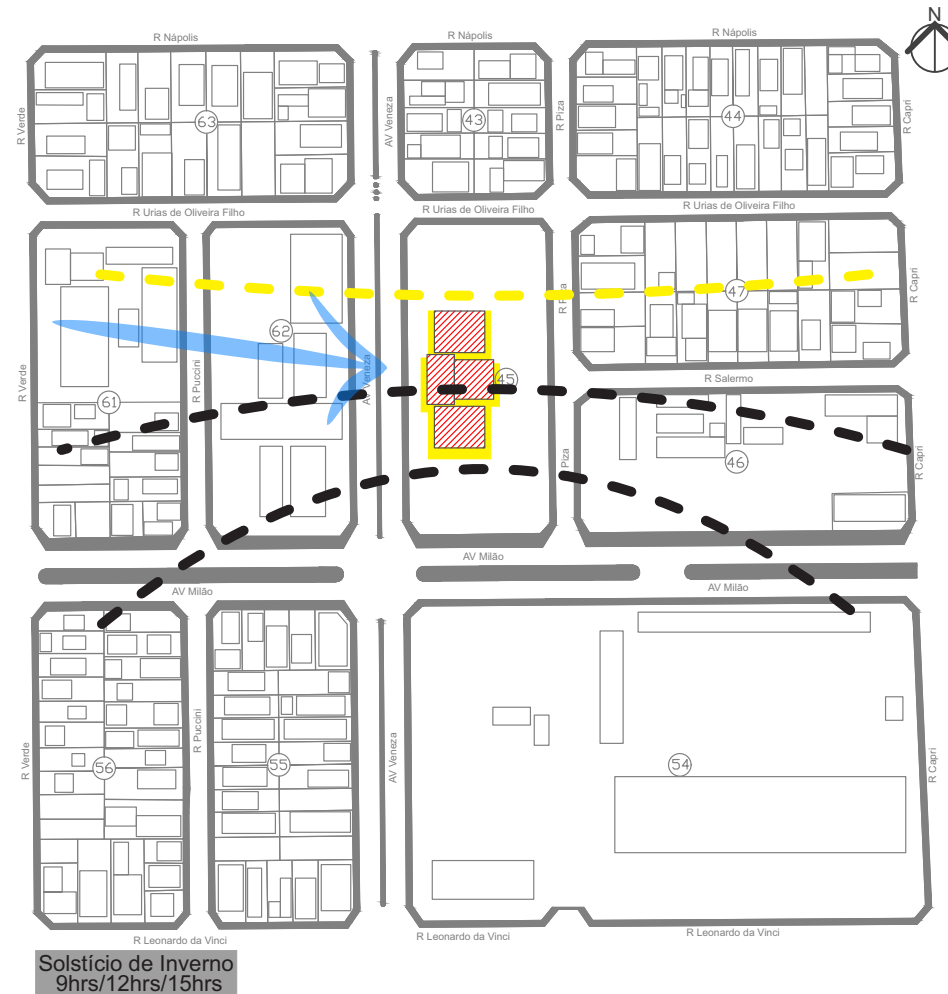 N
R Nápolis
R Nápolis
R Nápolis
R Verde
63
AV Veneza
43
R Piza
44
R Capri
R Urias de Oliveira Filho
R Urias de Oliveira Filho
R Urias de Oliveira Filho
R Verde
61
R Puccini
62
AV Veneza
45
R Piza
47
R Capri
R Salermo
Piza
46
R Capri
AV Milão
AV Milão
AV Milão
R Verde
56
R Puccini
55
AV Veneza
54
R Capri
R Leonardo da Vinci
R Leonardo da Vinci
R Leonardo da Vinci
Solstício de Inverno
9hrs/12hrs/15hrs